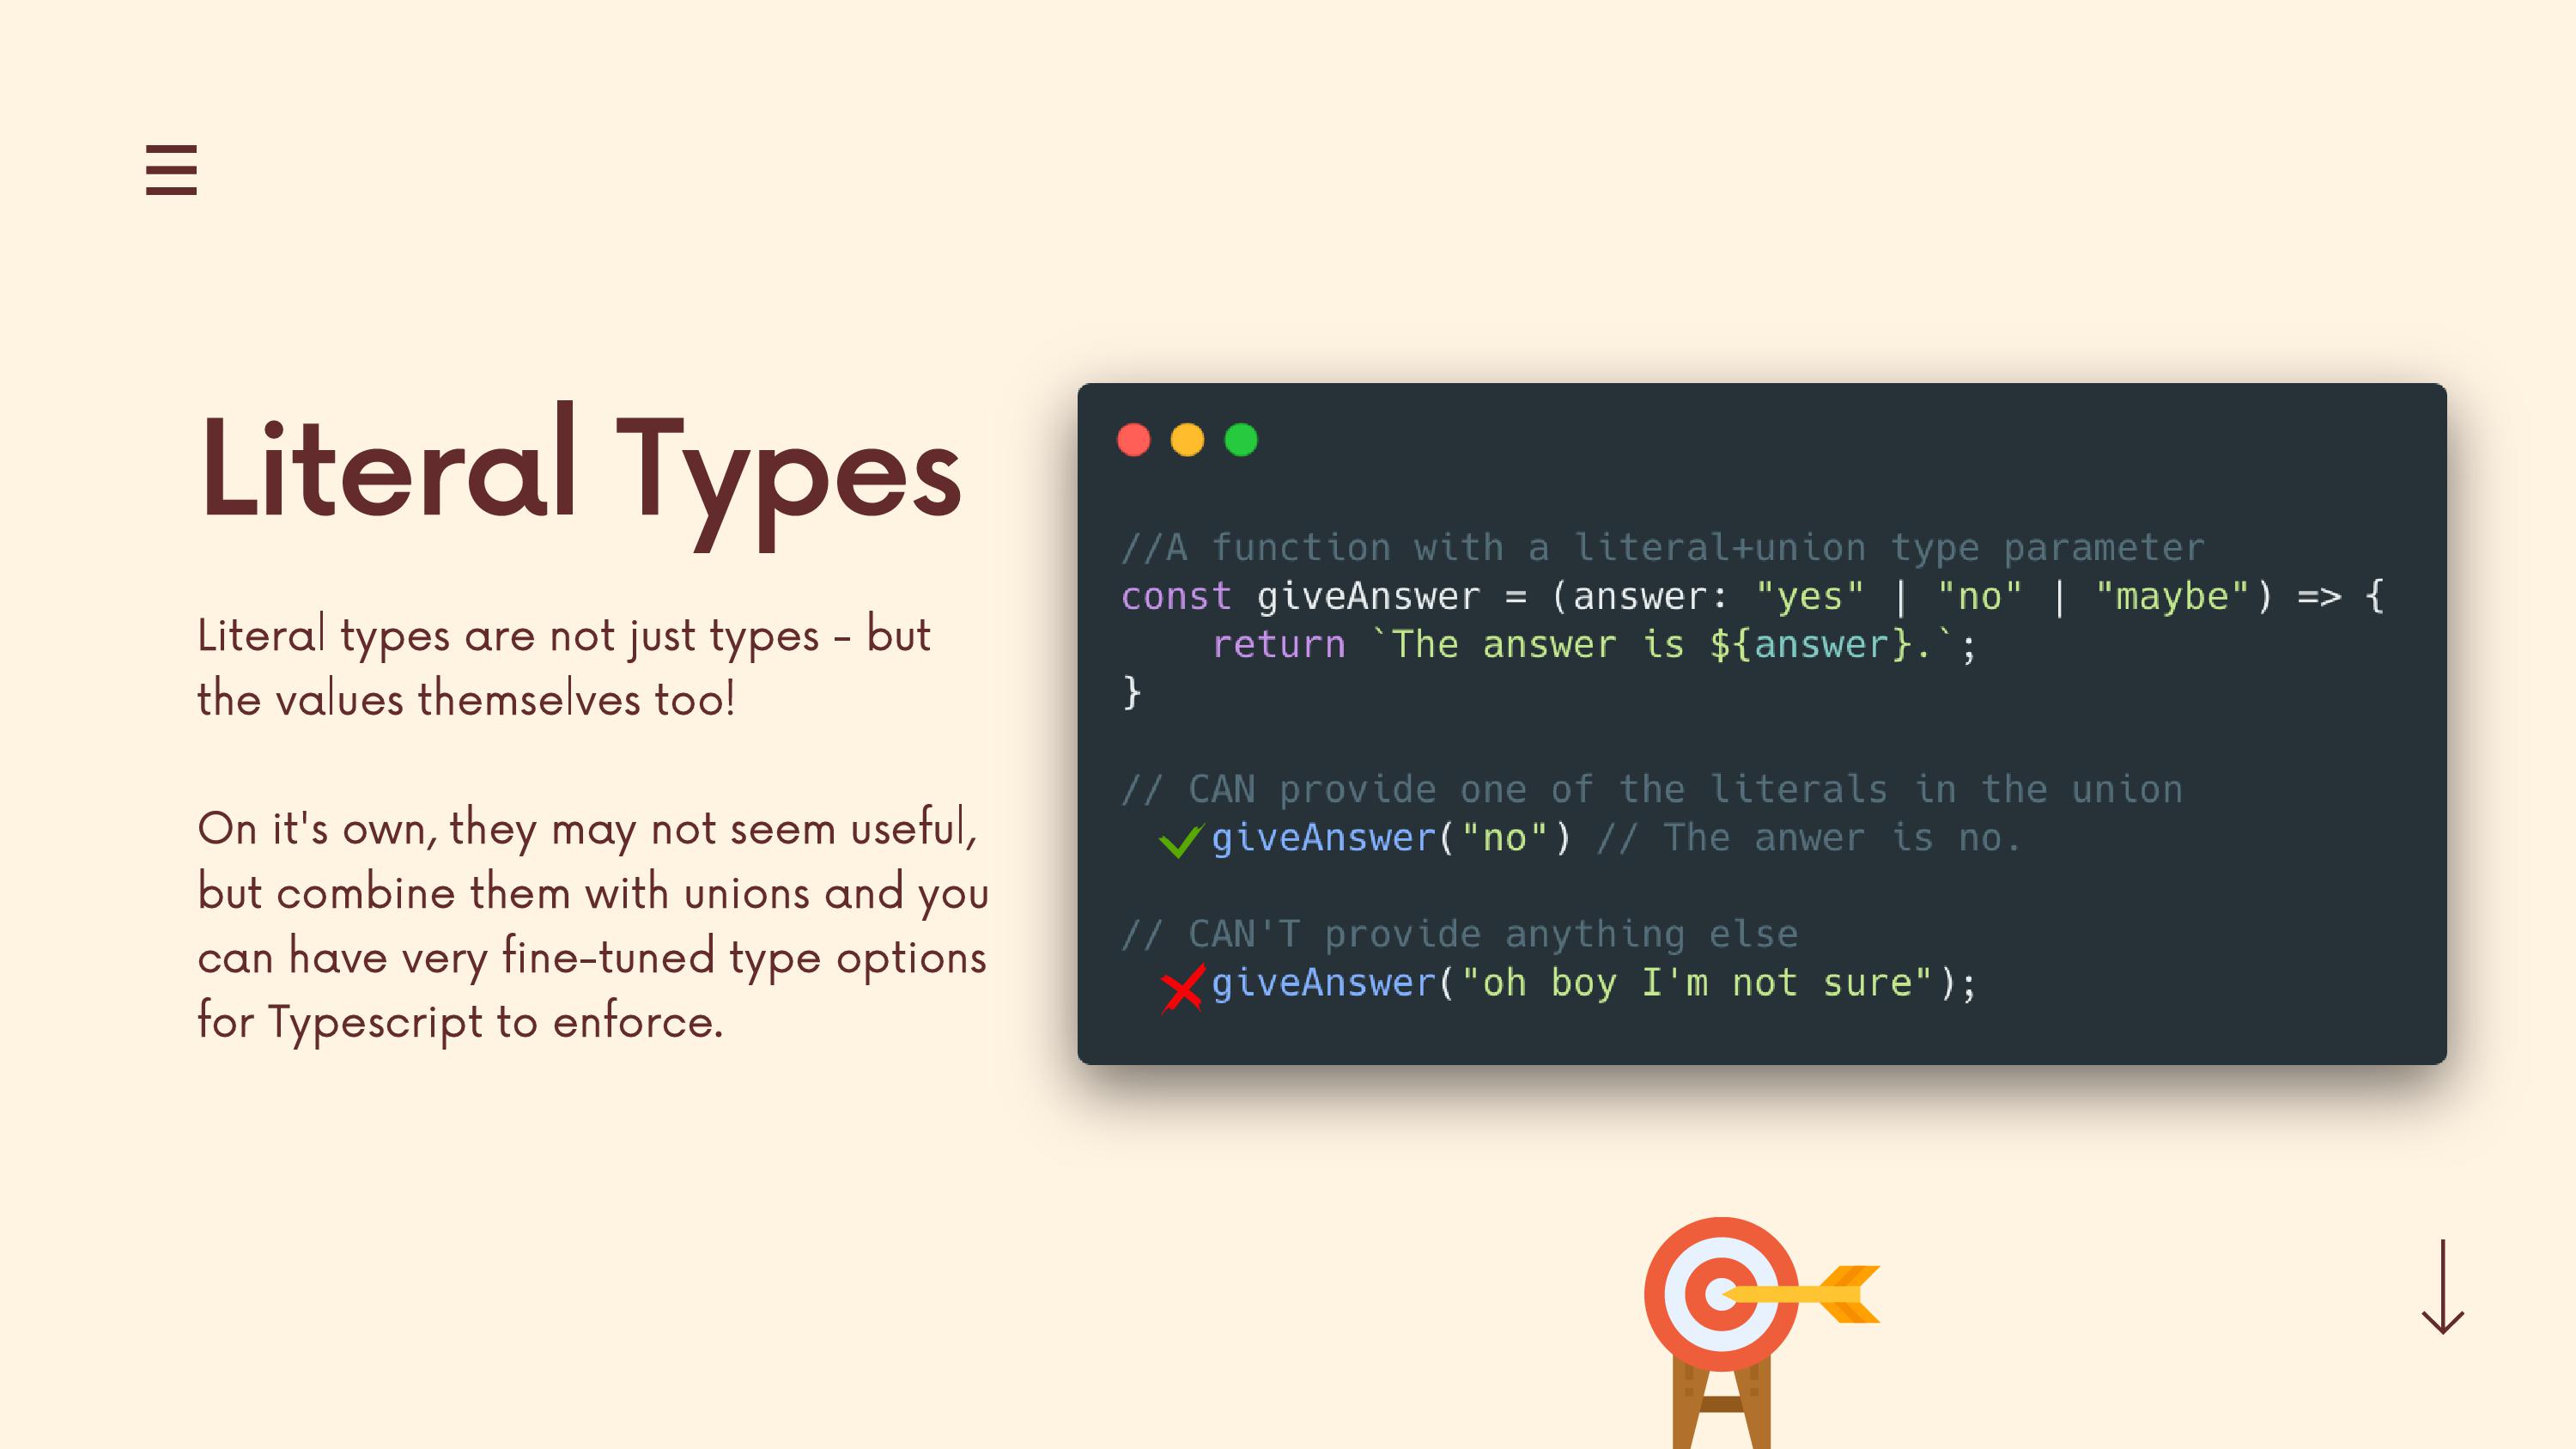 Literal Types
Literal types are not just types - but
the values themselves too!
On it's own, they may not seem useful,
but combine them with unions and you
can have very fine-tuned type options
for Typescript to enforce.
//A function with a literal+union type parameter
const giveAnswer = (answer: "yes" | "no" | "maybe") => {
    return `The answer is ${answer}.`;
}
// CAN provide one of the literals in the union
giveAnswer("no") // The anwer is no.
// CAN'T provide anything else
giveAnswer("oh boy I'm not sure");